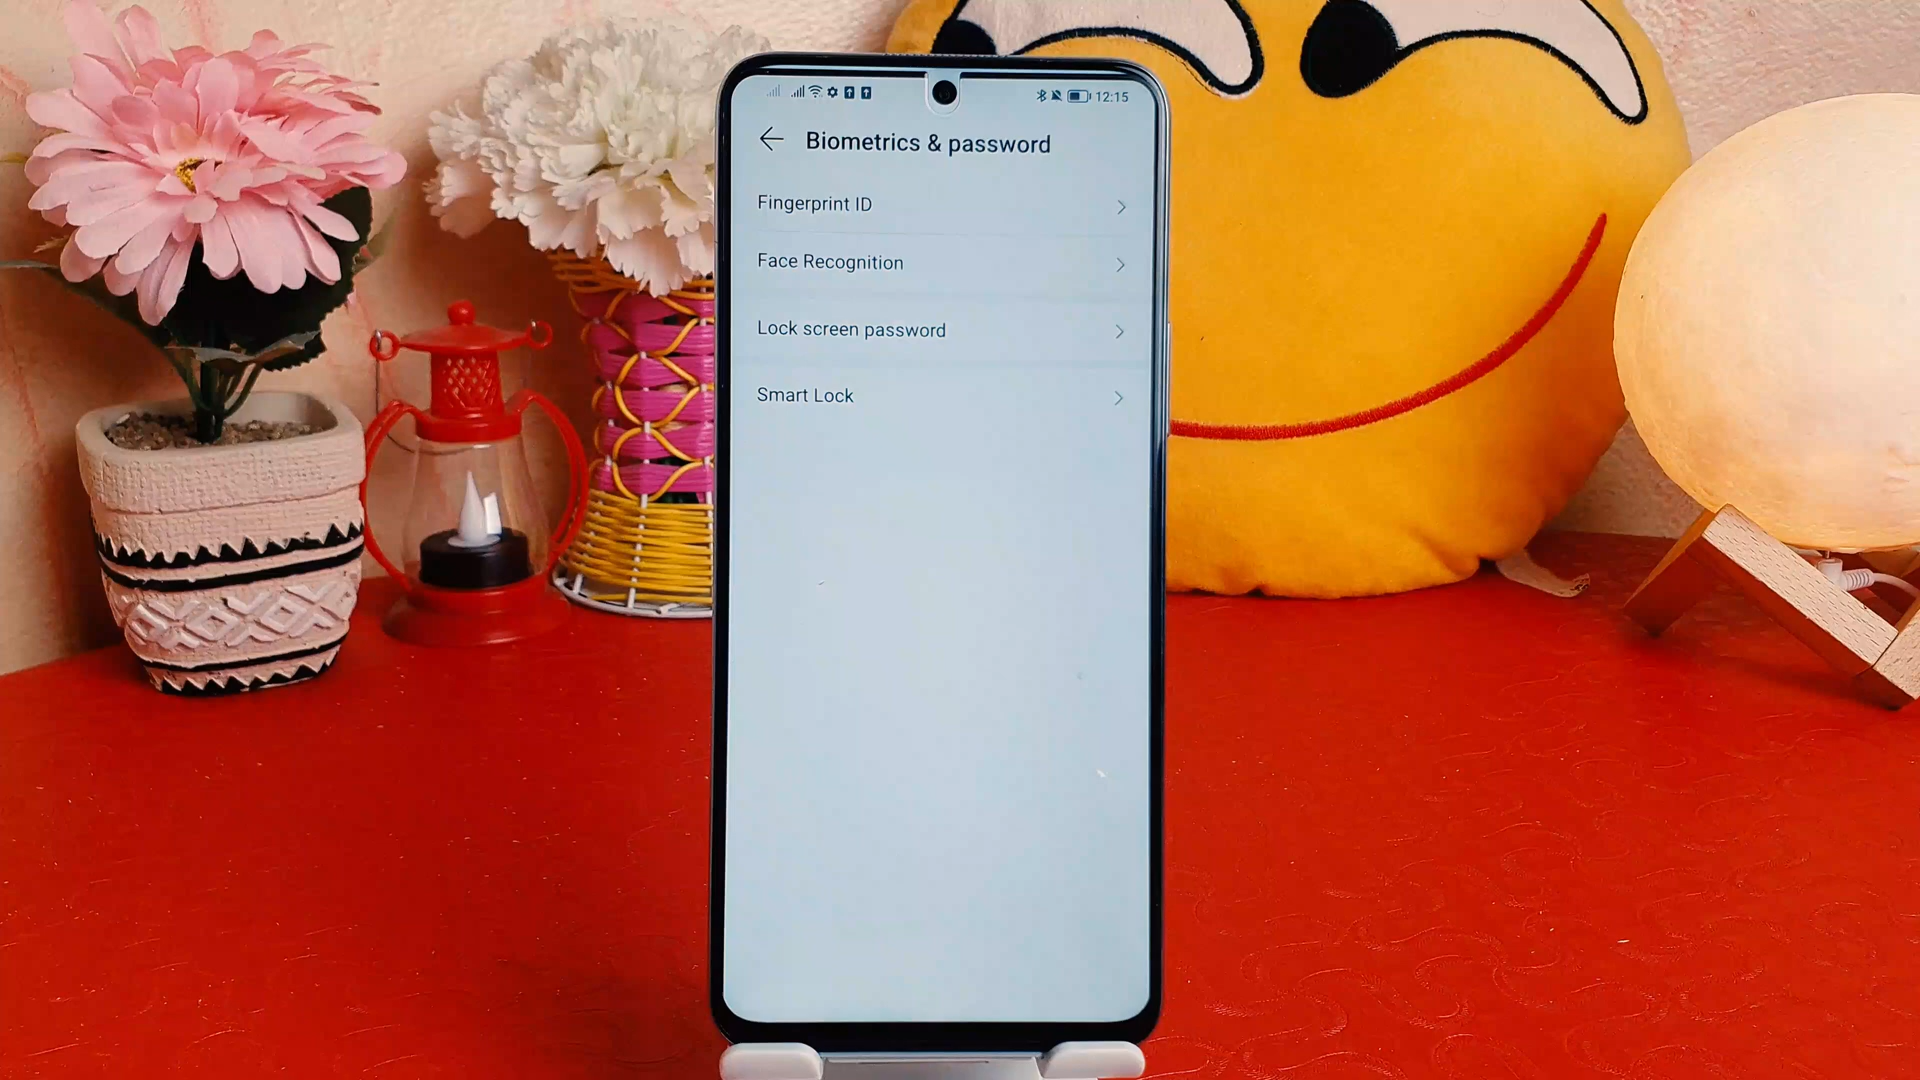 12:15
Biometrics & password
Fingerprint ID
Face Recognition
Lock screen password
Smart Lock